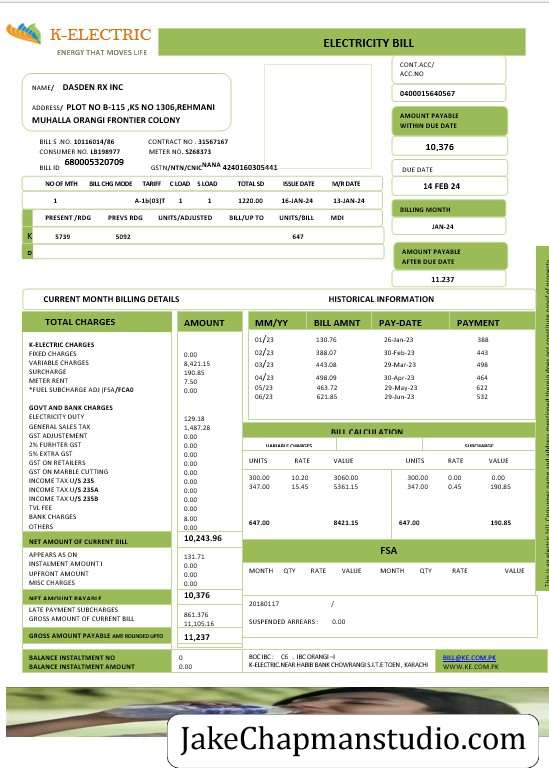 K-ELECTRIC
ENERGY THAT MOVES LIFE
ELECTRICITY BILL
CONT.ACC/
ACC.NO
0400015640567
NAME/ DASDEN RX INC
ADDRESS/ PLOT NO B-115 ,KS NO 1306,REHMANI
MUHALLA ORANGI FRONTIER COLONY
AMOUNT PAYABLE
WITHIN DUE DATE
10,376
BILL S .NO. 10116014/86 CONTRACT NO . 31567167
CONSUMER NO. LB198977 METER NO. S268373
BILL ID 680005320709 GSTN/NTN/CNIC NANA 4240160305441
DUE DATE
14 FEB 24
NO OF MTH BILL CHG MODE TARIFF C LOAD S LOAD TOTAL SD ISSUE DATE M/R DATE
1 A-1b(03)T 1 1 1220.00 16-JAN-24 13-JAN-24
PRESENT /RDG PREVS RDG UNITS/ADJUSTED BILL/UP TO UNITS/BILL MDI
K 5739 5092 647
BILLING MONTH
JAN-24
AMOUNT PAYABLE
AFTER DUE DATE
11.237
CURRENT MONTH BILLING DETAILS HISTORICAL INFORMATION
TOTAL CHARGES AMOUNT MM/YY BILL AMNT PAY-DATE PAYMENT
K-ELECTRIC CHARGES
FIXED CHARGES 0.00
VARIABLE CHARGES 8,421.15
SURCHARGE 190.85
METER RENT 7.50
*FUEL SUBCHARGE ADJ (FSA/FCA0 0.00
GOVT AND BANK CHARGES
ELECTRICITY DUTY 129.18
GENERAL SALES TAX 1,487.28
GST ADJUSTEMENT 0.00
2% FURHTER GST 0.00
5% EXTRA GST 0.00
GST ON RETAILERS 0.00
GST ON MARBLE CUTTING 0.00
INCOME TAX U/S 235 0.00
INCOME TAX U/S 235A 0.00
INCOME TAX U/S 235B 0.00
TVL FEE 0.00
BANK CHARGES 8.00
OTHERS 0.00
NET AMOUNT OF CURRENT BILL 10,243.96
APPEARS AS ON 131.71
INSTALMENT AMOUNT I 0.00
UPFRONT AMOUNT 0.00
MISC CHARGES 0.00
NET AMOUNT PAYABLE 10,376
LATE PAYMENT SUBCHARGES 861.376
GROSS AMOUNT OF CURRENT BILL 11,105.16
GROSS AMOUNT PAYABLE AMT ROUNDED UPTO 11,237
BALANCE INSTALTMENT NO 0
BALANCE INSTALTMENT AMOUNT 0.00
01/23 130.76 26-Jan-23 388
02/23 388.07 30-Feb-23 443
03/23 443.08 29-Mar-23 498
04/23 498.09 30-Apr-23 464
05/23 463.72 29-May-23 622
06/23 621.85 29-Jun-23 532
BILL CALCULATION
VARIABLE CHARGES SURCHARGE
UNITS RATE VALUE UNITS RATE VALUE
300.00 10.20 3060.00 300.00 0.00 0.00
347.00 15.45 5361.15 347.00 0.45 190.85
647.00 8421.15 647.00 190.85
FSA
MONTH QTY RATE VALUE MONTH QTY RATE VALUE
20180117 /
SUSPENDED ARREARS : 0.00
BOC IBC : C6 . IBC ORANGI –I
K-ELECTRIC.NEAR HABIB BANK CHOWRANGI S.I.T.E TOEN , KARACHI
BILL@KE.COM.PK
WWW.KE.COM.PK
JakeChapmanstudio.com